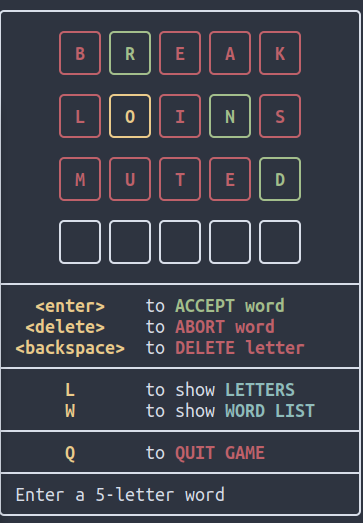 B R E A K
L O I N S
M U T E D
<enter> to ACCEPT word
<delete> to ABORT word
<backspace> to DELETE letter
L to show LETTERS
W to show WORD LIST
Q to QUIT GAME
Enter a 5-letter word